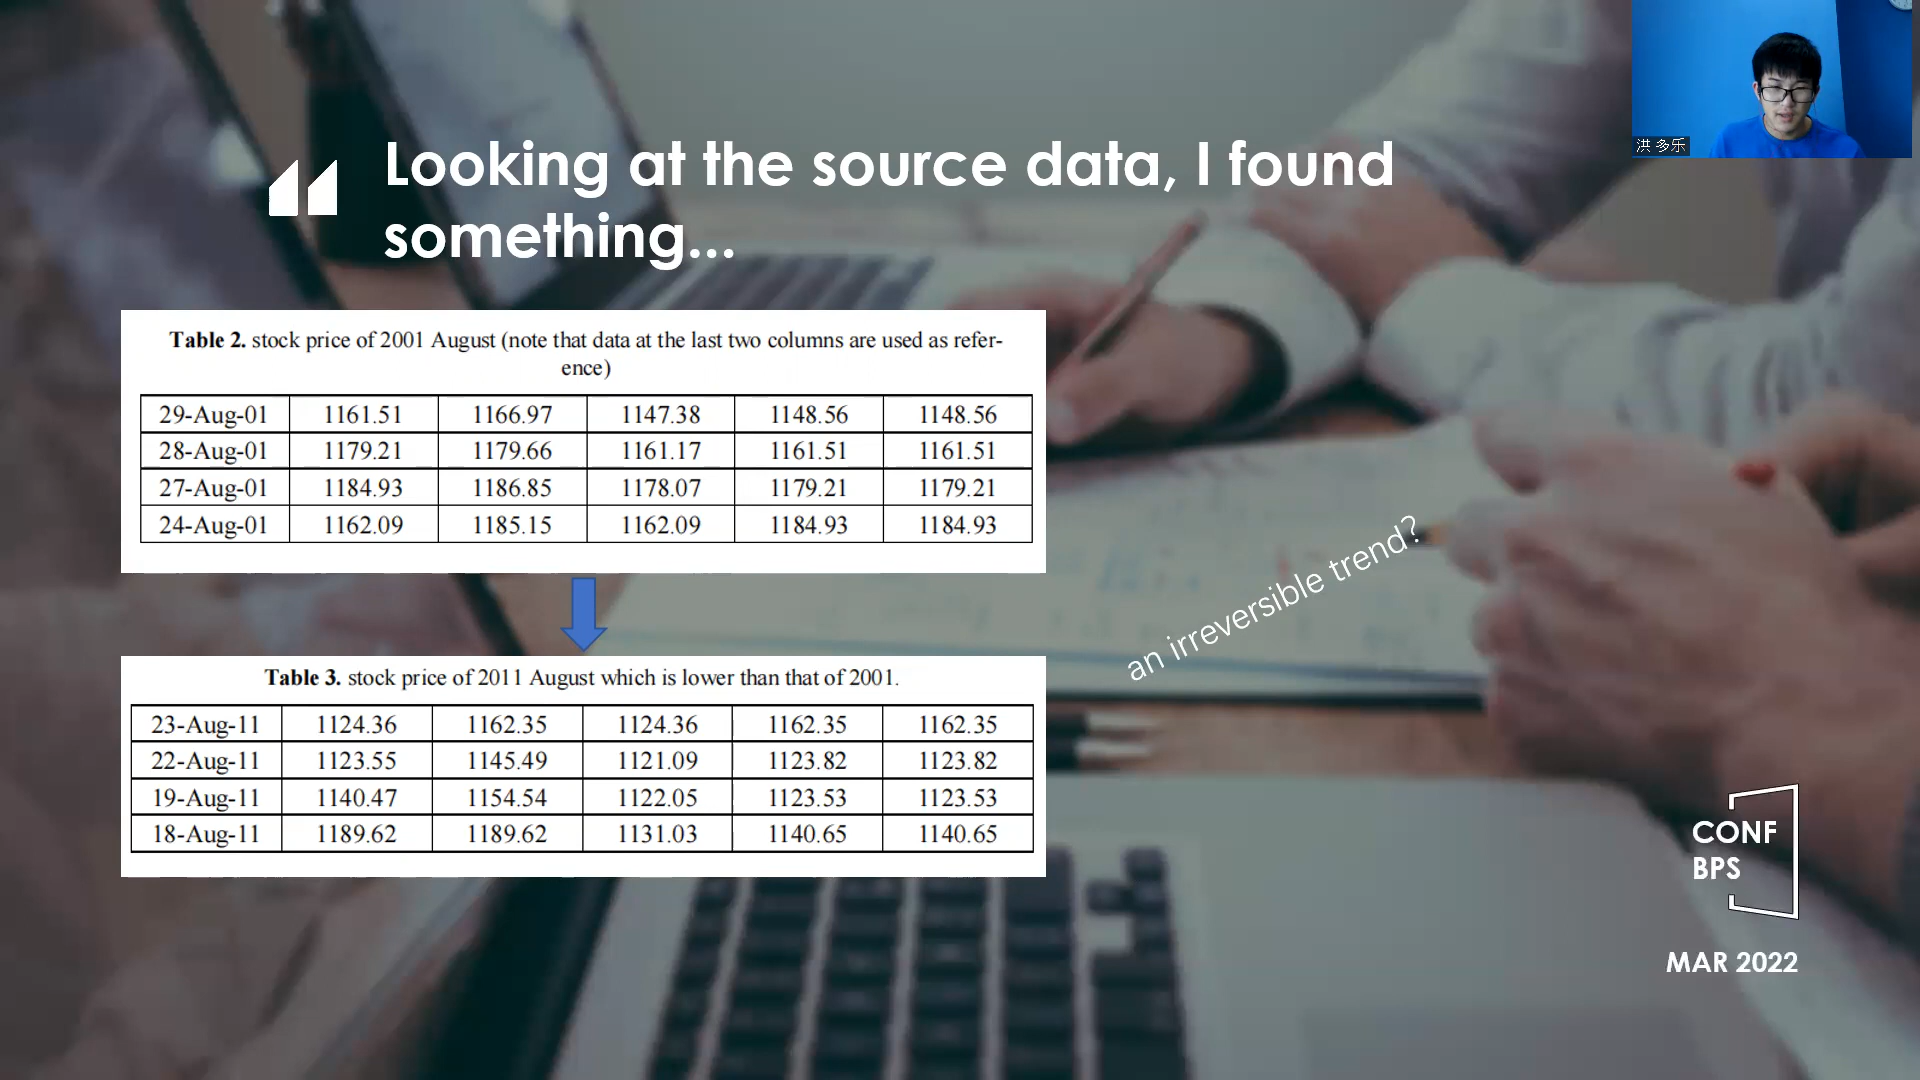 洪 多乐
Looking at the source data, I found
something...
Table 2. stock price of 2001 August (note that data at the last two columns are used as refer-
ence)
29-Aug-01 1161.51 1166.97 1147.38 1148.56 1148.56
28-Aug-01 1179.21 1179.66 1161.17 1161.51 1161.51
27-Aug-01 1184.93 1186.85 1178.07 1179.21 1179.21
24-Aug-01 1162.09 1185.15 1162.09 1184.93 1184.93
an irreversible trend?
Table 3. stock price of 2011 August which is lower than that of 2001.
23-Aug-11 1124.36 1162.35 1124.36 1162.35 1162.35
22-Aug-11 1123.55 1145.49 1121.09 1123.82 1123.82
19-Aug-11 1140.47 1154.54 1122.05 1123.53 1123.53
18-Aug-11 1189.62 1189.62 1131.03 1140.65 1140.65
CONF
BPS
MAR 2022